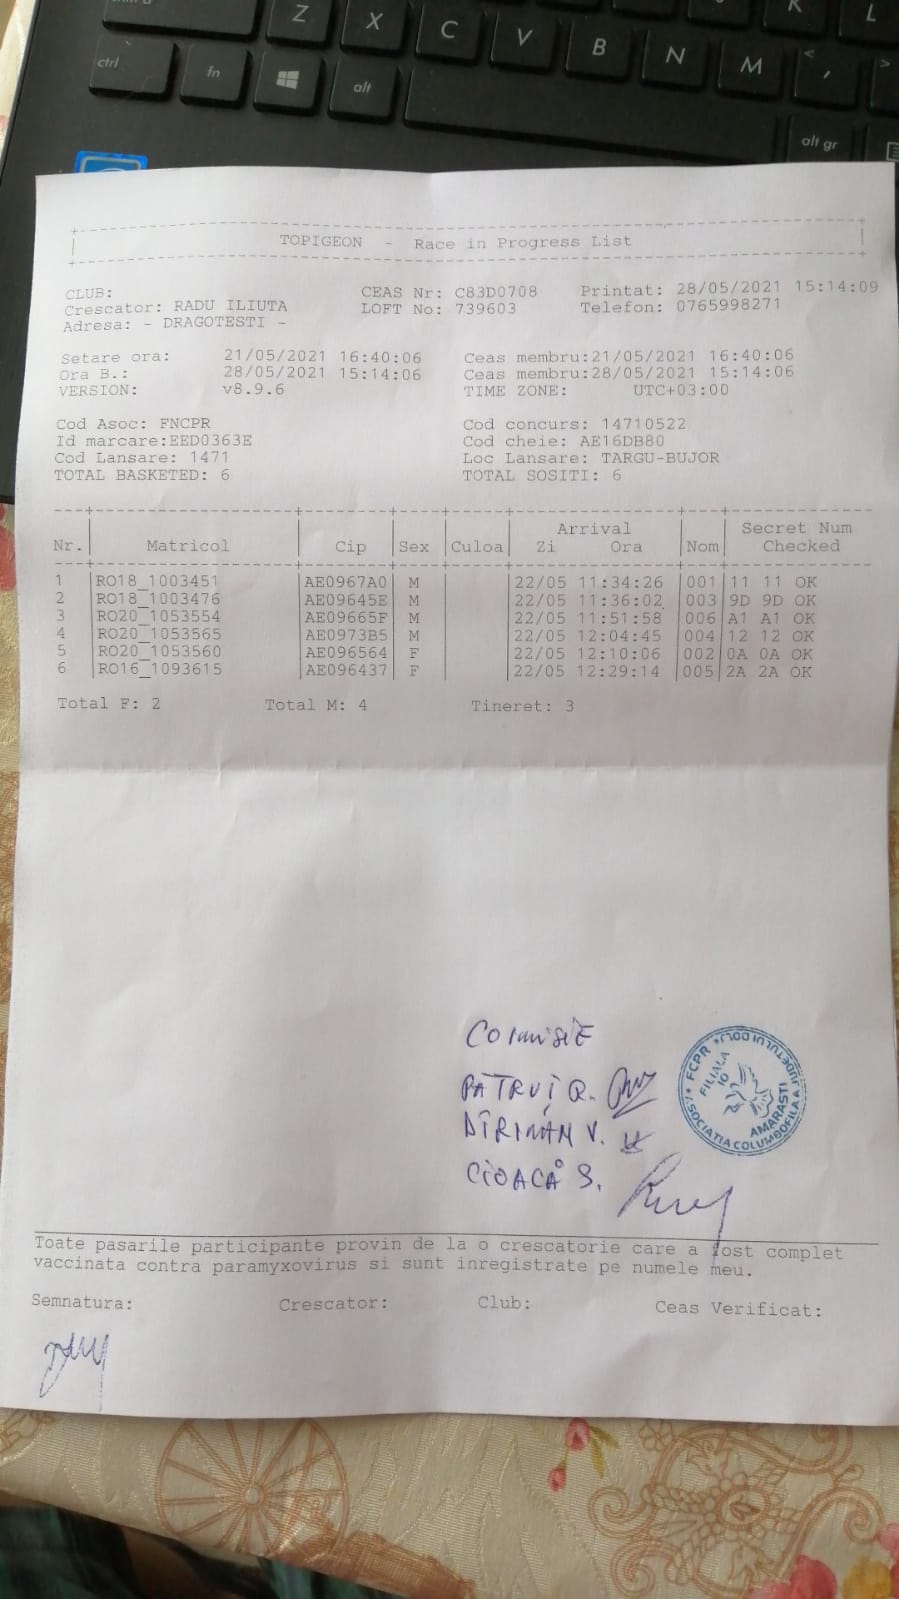 Z X C V B N M < , > K L
ctrl fn alt alt gr
TOPIGEON - Race in Progress List
CLUB: CEAS Nr: C83D0708 Printat: 28/05/2021 15:14:09
Crescator: RADU ILIUTA LOFT No: 739603 Telefon: 0765998271
Adresa: - DRAGOTESTI -
Setare ora: 21/05/2021 16:40:06 Ceas membru:21/05/2021 16:40:06
Ora B.: 28/05/2021 15:14:06 Ceas membru:28/05/2021 15:14:06
VERSION: v8.9.6 TIME ZONE: UTC+03:00
Cod Asoc: FNCPR Cod concurs: 14710522
Id marcare:EED0363E Cod cheie: AE16DB80
Cod Lansare: 1471 Loc Lansare: TARGU-BUJOR
TOTAL BASKETED: 6 TOTAL SOSITI: 6
Arrival Secret Num
Nr. Matricol Cip Sex Culoa Zi Ora Nom Checked
1 RO18_1003451 AE0967A0 M 22/05 11:34:26 001 11 11 OK
2 RO18_1003476 AE09645E M 22/05 11:36:02 003 9D 9D OK
3 RO20_1053554 AE09665F M 22/05 11:51:58 006 A1 A1 OK
4 RO20_1053565 AE0973B5 M 22/05 12:04:45 004 12 12 OK
5 RO20_1053560 AE096564 F 22/05 12:10:06 002 0A 0A OK
6 RO16_1093615 AE096437 F 22/05 12:29:14 005 2A 2A OK
Total F: 2 Total M: 4 Tineret: 3
COMISIE
PĂTRUȚ R.
DÎRIMAN V.
CIOACĂ S.
ASOCIATIA COLUMBOFILA A JUDETULUI DOLJ * FCPR *
FILIALA
10
AMARASTI
Toate pasarile participante provin de la o crescatorie care a fost complet
vaccinata contra paramyxovirus si sunt inregistrate pe numele meu.
Semnatura: Crescator: Club: Ceas Verificat: